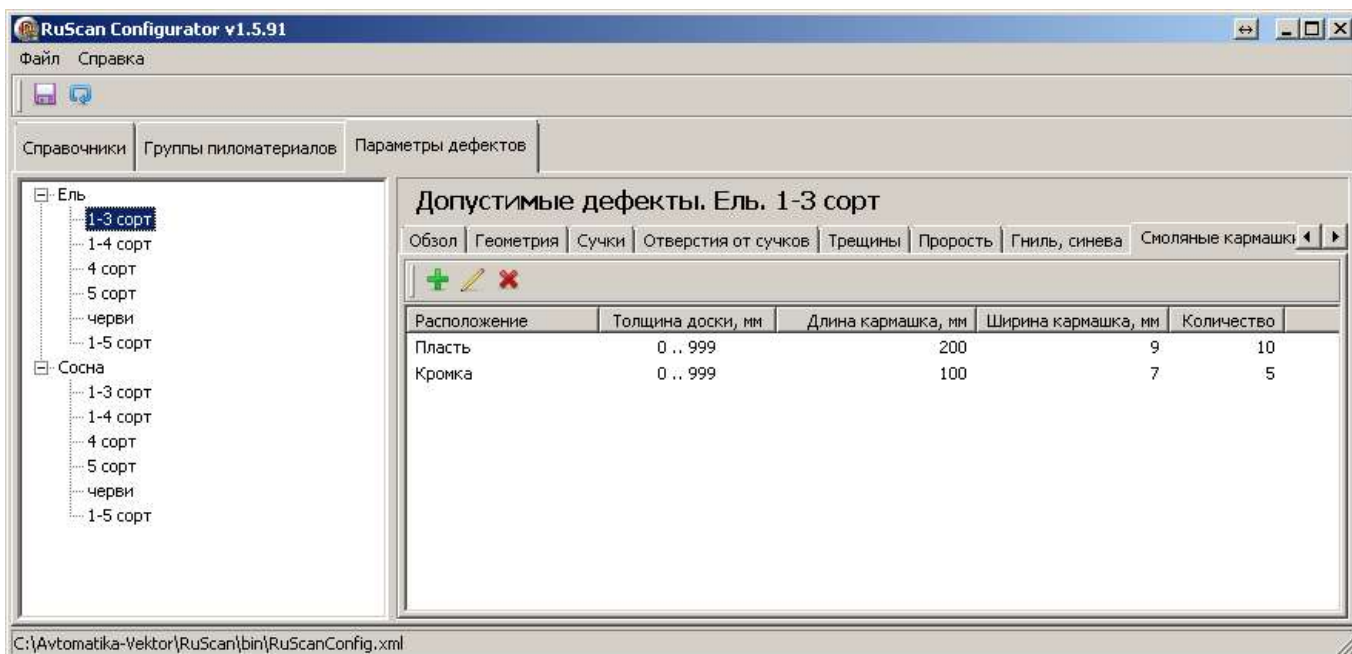 RuScan Configurator v1.5.91
Файл Справка
Справочники Группы пиломатериалов Параметры дефектов
Ель
1-3 сорт
1-4 сорт
4 сорт
5 сорт
черви
1-5 сорт
Сосна
1-3 сорт
1-4 сорт
4 сорт
5 сорт
черви
1-5 сорт
Допустимые дефекты. Ель. 1-3 сорт
Обзол Геометрия Сучки Отверстия от сучков Трещины Прорость Гниль, синева Смоляные кармашки
Расположение Толщина доски, мм Длина кармашка, мм Ширина кармашка, мм Количество
Пласть 0 .. 999 200 9 10
Кромка 0 .. 999 100 7 5
C:\Avtomatika-Vektor\RuScan\bin\RuScanConfig.xml